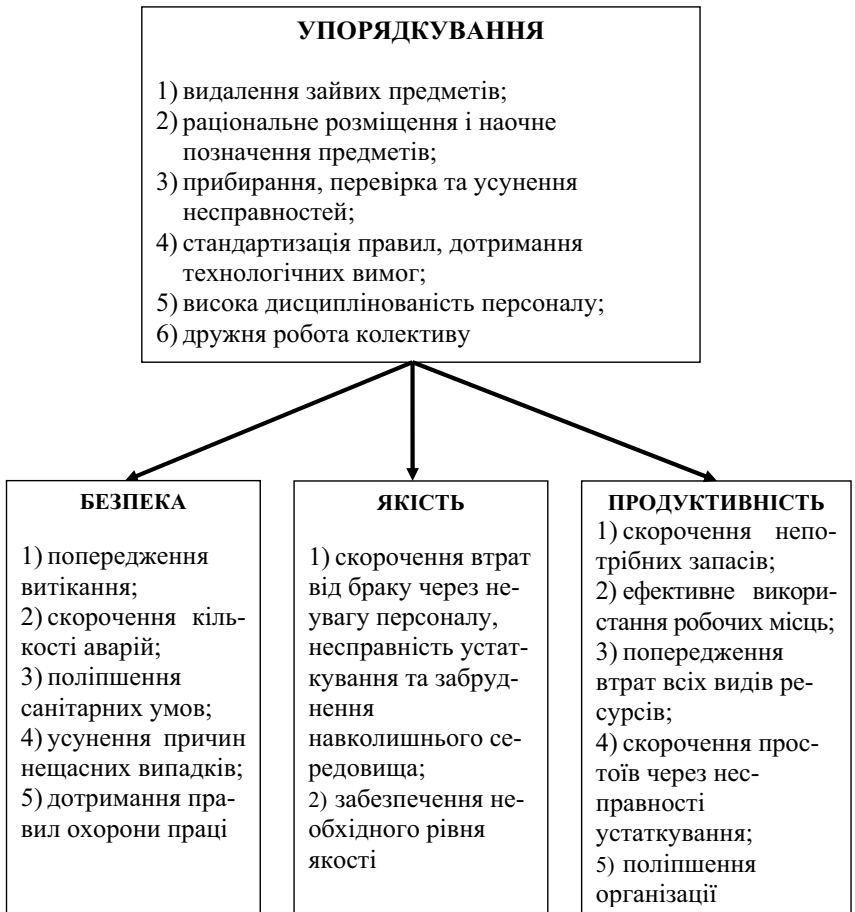 УПОРЯДКУВАННЯ
1) видалення зайвих предметів;
2) раціональне розміщення і наочне
позначення предметів;
3) прибирання, перевірка та усунення
несправностей;
4) стандартизація правил, дотримання
технологічних вимог;
5) висока дисциплінованість персоналу;
6) дружня робота колективу
БЕЗПЕКА
1) попередження
витікання;
2) скорочення кіль-
кості аварій;
3) поліпшення
санітарних умов;
4) усунення причин
нещасних випадків;
5) дотримання пра-
вил охорони праці
ЯКІСТЬ
1) скорочення втрат
від браку через не-
увагу персоналу,
несправність устат-
кування та забруд-
нення
навколишнього се-
редовища;
2) забезпечення не-
обхідного рівня
якості
ПРОДУКТИВНІСТЬ
1) скорочення непо-
трібних запасів;
2) ефективне викори-
стання робочих місць;
3) попередження
втрат всіх видів ре-
сурсів;
4) скорочення прос-
тоїв через нес-
правності
устаткування;
5) поліпшення
організації